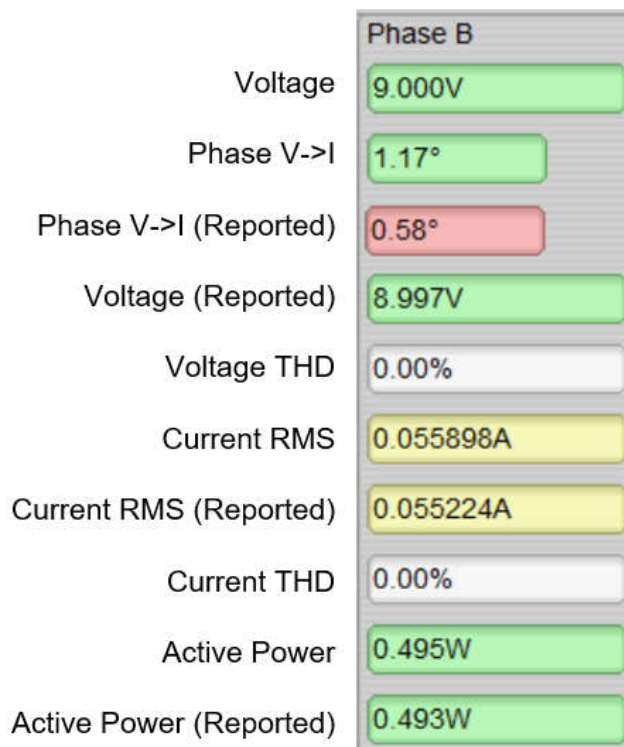 Phase B
Voltage 9.000V
Phase V->I 1.17°
Phase V->I (Reported) 0.58°
Voltage (Reported) 8.997V
Voltage THD 0.00%
Current RMS 0.055898A
Current RMS (Reported) 0.055224A
Current THD 0.00%
Active Power 0.495W
Active Power (Reported) 0.493W